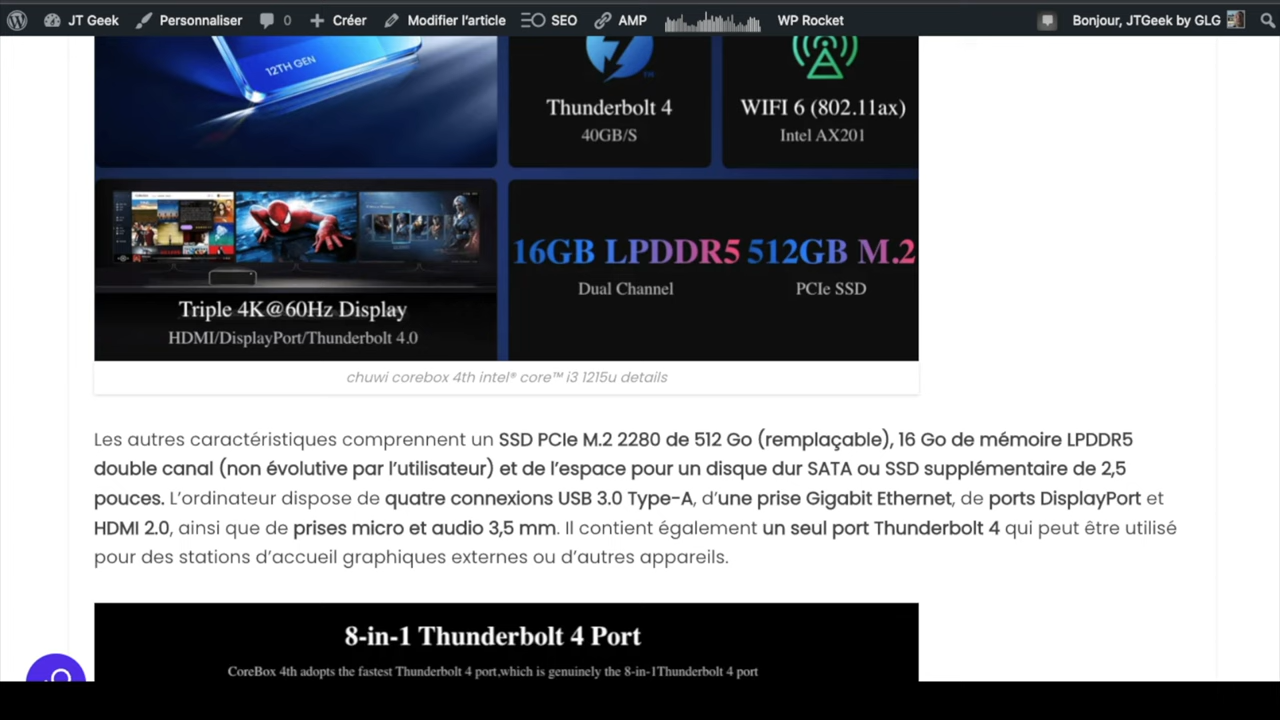 JT Geek Personnaliser 0 Créer Modifier l’article SEO AMP WP Rocket Bonjour, JTGeek by GLG
12TH GEN
Thunderbolt 4
40GB/S
WIFI 6 (802.11ax)
Intel AX201
Triple 4K@60Hz Display
HDMI/DisplayPort/Thunderbolt 4.0
16GB LPDDR5
Dual Channel
512GB M.2
PCIe SSD
chuwi corebox 4th intel® core™ i3 1215u details
Les autres caractéristiques comprennent un SSD PCIe M.2 2280 de 512 Go (remplaçable), 16 Go de mémoire LPDDR5
double canal (non évolutive par l’utilisateur) et de l’espace pour un disque dur SATA ou SSD supplémentaire de 2,5
pouces. L’ordinateur dispose de quatre connexions USB 3.0 Type-A, d’une prise Gigabit Ethernet, de ports DisplayPort et
HDMI 2.0, ainsi que de prises micro et audio 3,5 mm. Il contient également un seul port Thunderbolt 4 qui peut être utilisé
pour des stations d’accueil graphiques externes ou d’autres appareils.
8-in-1 Thunderbolt 4 Port
CoreBox 4th adopts the fastest Thunderbolt 4 port,which is genuinely the 8-in-1Thunderbolt 4 port